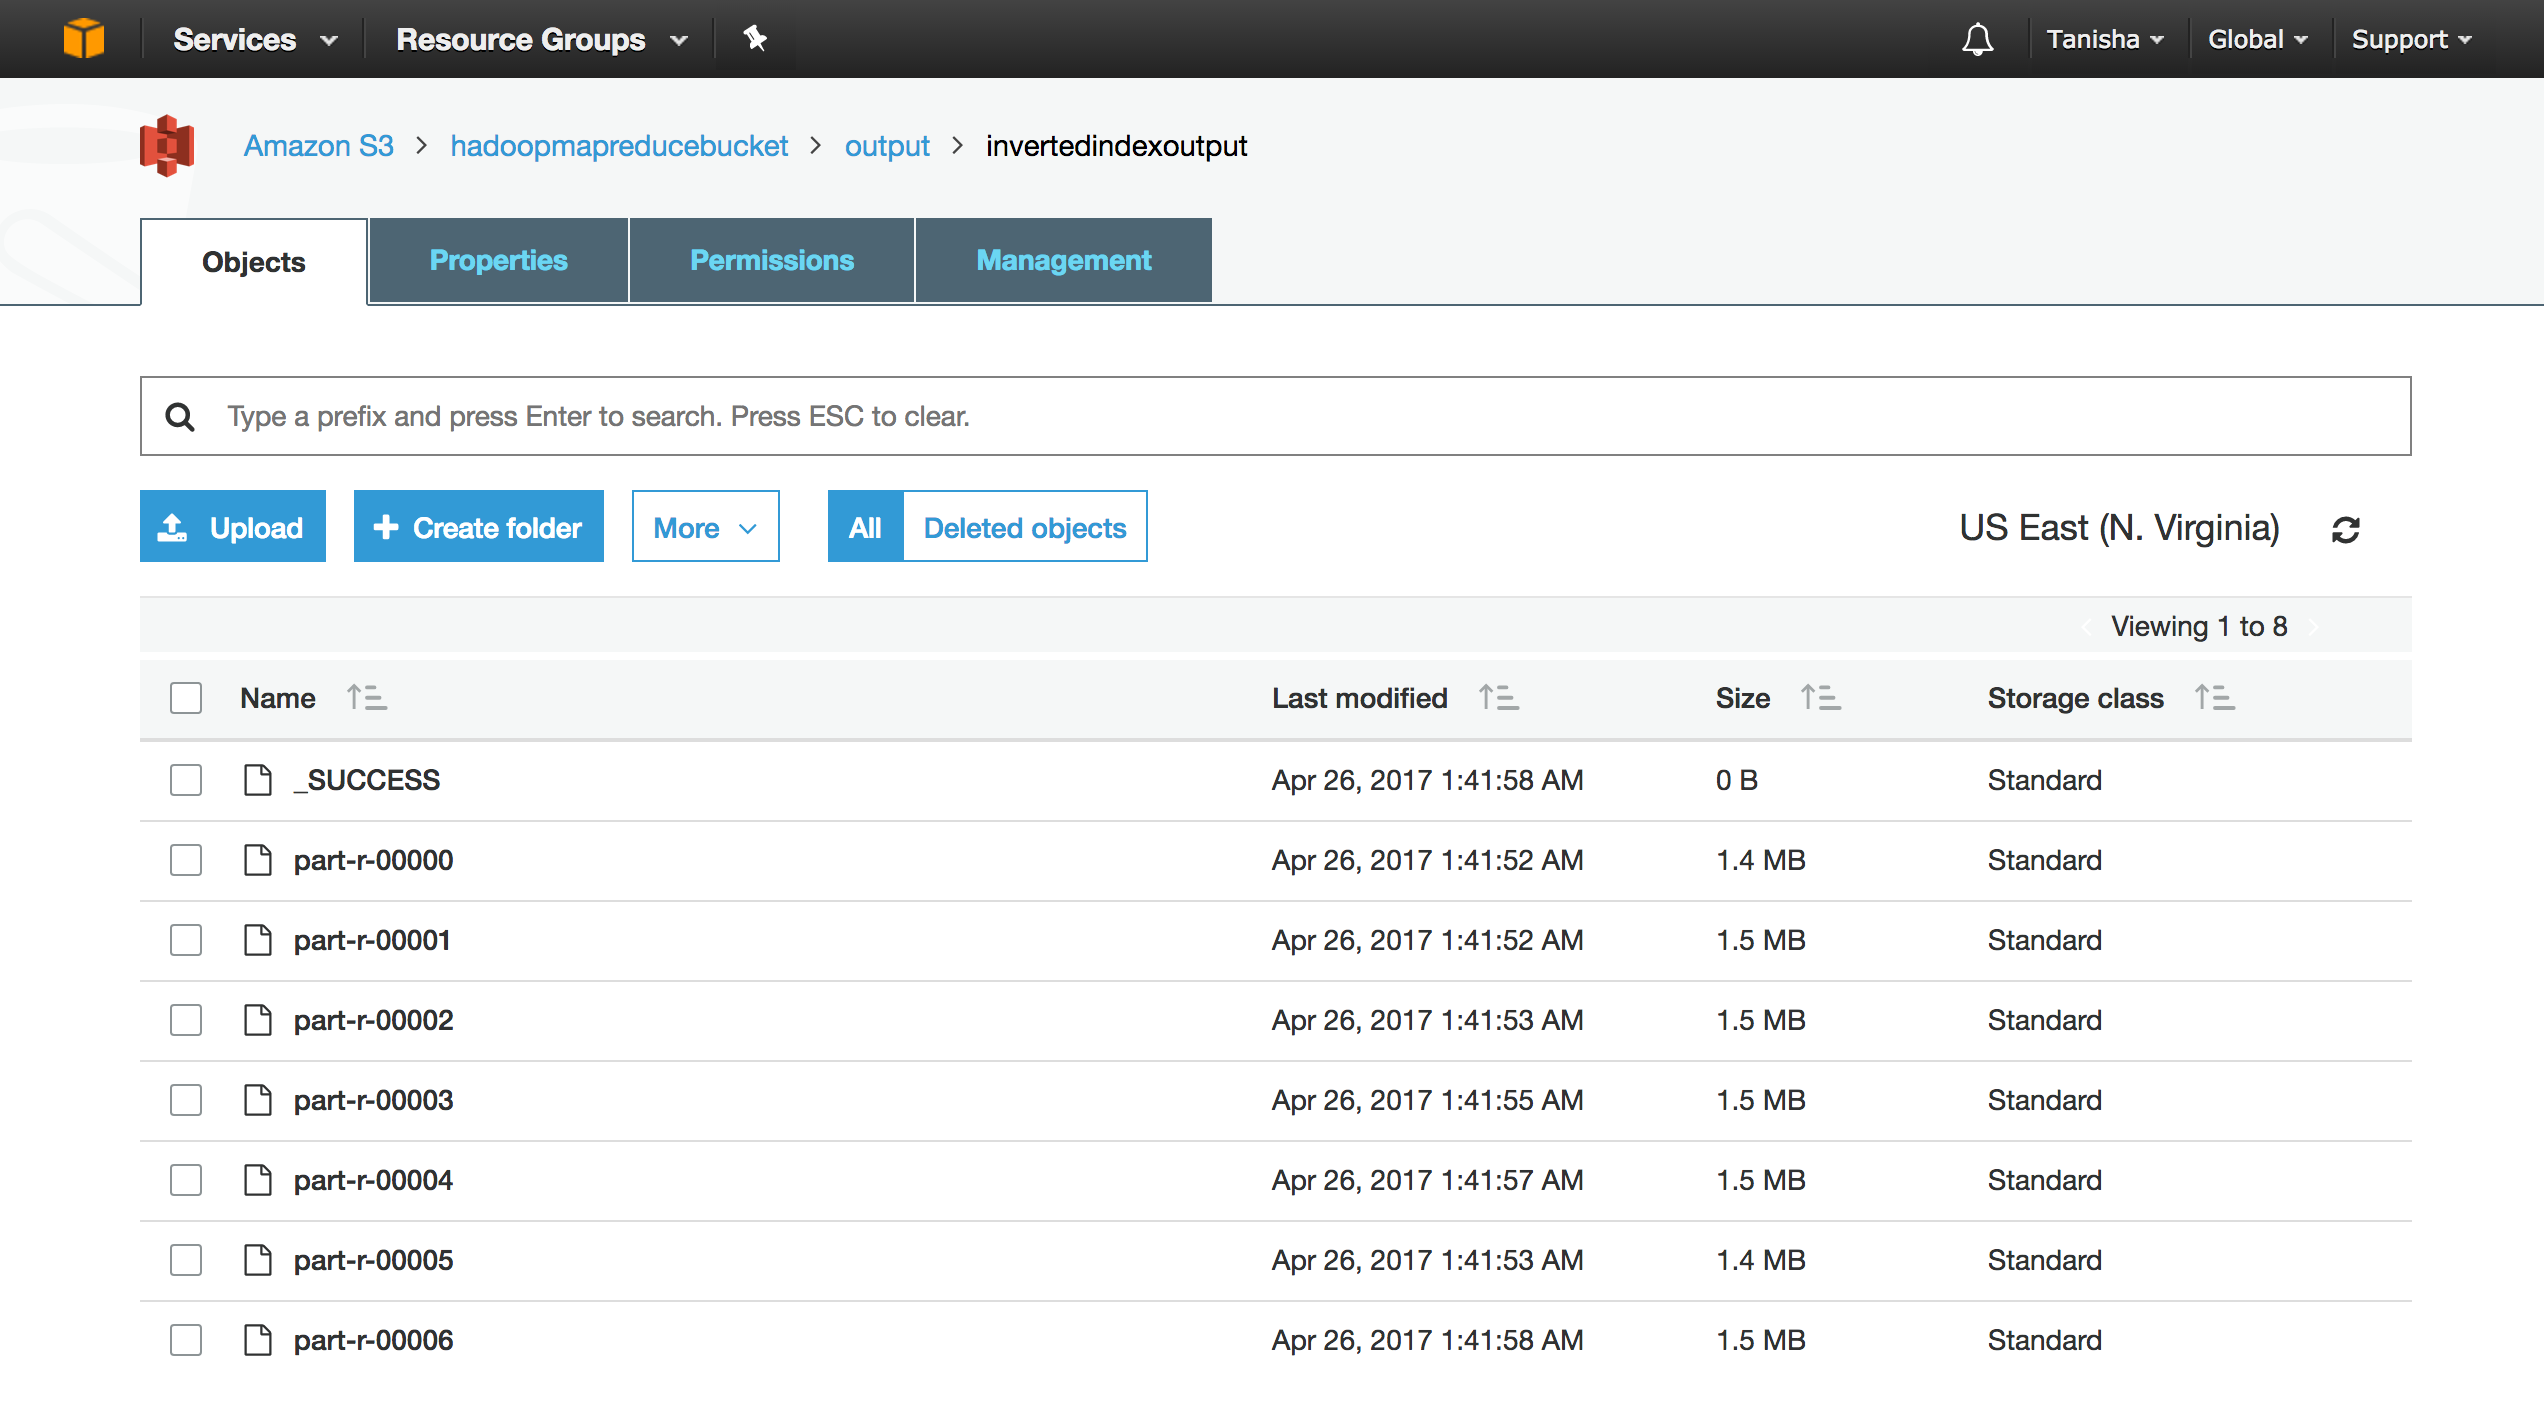 Services Resource Groups Tanisha Global Support
Amazon S3 > hadoopmapreducebucket > output > invertedindexoutput
Objects Properties Permissions Management
Type a prefix and press Enter to search. Press ESC to clear.
Upload Create folder More All Deleted objects US East (N. Virginia)
Viewing 1 to 8
Name Last modified Size Storage class
_SUCCESS Apr 26, 2017 1:41:58 AM 0 B Standard
part-r-00000 Apr 26, 2017 1:41:52 AM 1.4 MB Standard
part-r-00001 Apr 26, 2017 1:41:52 AM 1.5 MB Standard
part-r-00002 Apr 26, 2017 1:41:53 AM 1.5 MB Standard
part-r-00003 Apr 26, 2017 1:41:55 AM 1.5 MB Standard
part-r-00004 Apr 26, 2017 1:41:57 AM 1.5 MB Standard
part-r-00005 Apr 26, 2017 1:41:53 AM 1.4 MB Standard
part-r-00006 Apr 26, 2017 1:41:58 AM 1.5 MB Standard